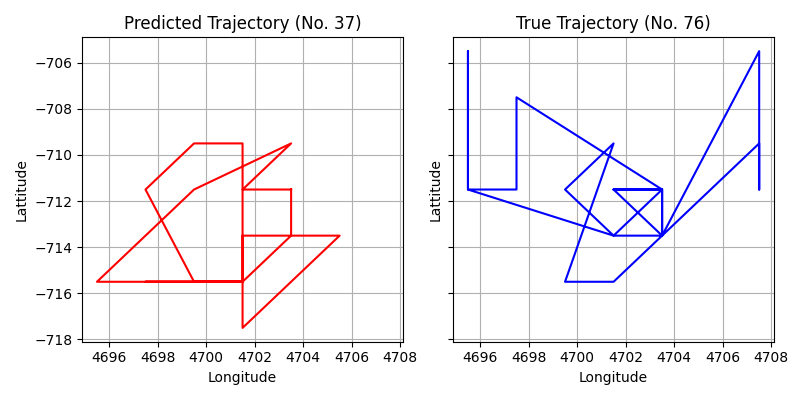 Predicted Trajectory (No. 37)
True Trajectory (No. 76)
−706
−708
−710
−712
−714
−716
−718
Lattitude
Lattitude
4696 4698 4700 4702 4704 4706 4708
4696 4698 4700 4702 4704 4706 4708
Longitude
Longitude